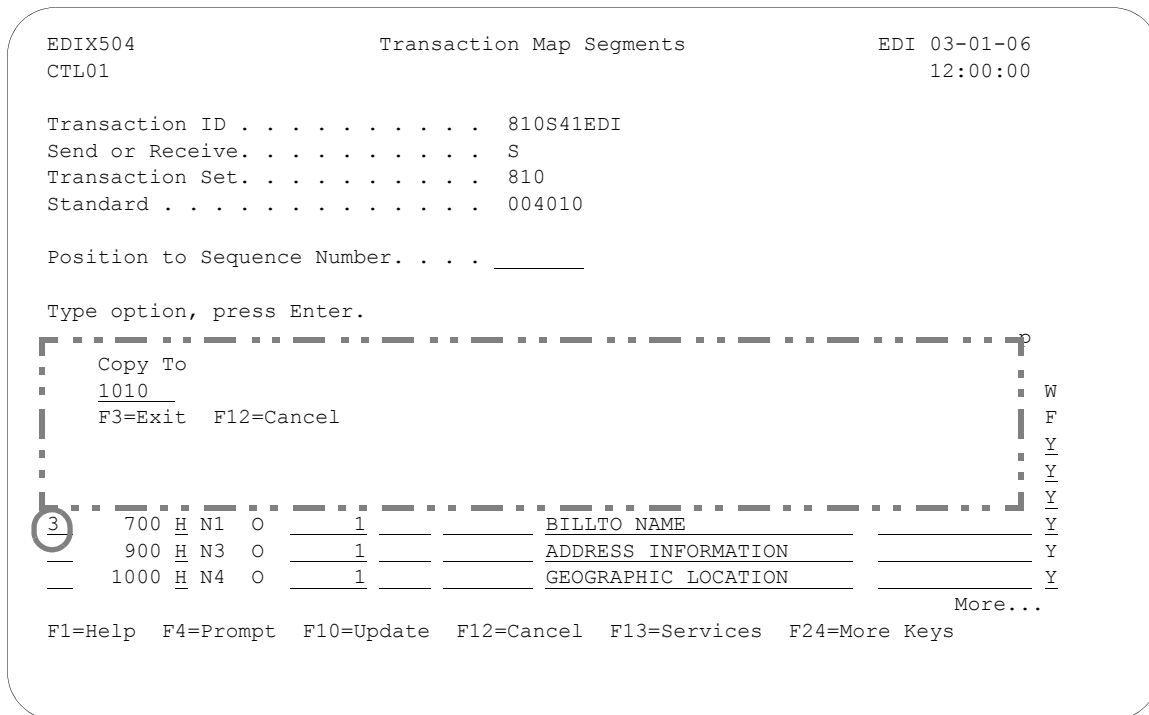 EDIX504 Transaction Map Segments EDI 03-01-06
CTL01 12:00:00
Transaction ID . . . . . . . . . . 810S41EDI
Send or Receive. . . . . . . . . . S
Transaction Set. . . . . . . . . . 810
Standard . . . . . . . . . . . . . 004010
Position to Sequence Number. . . . _______
Type option, press Enter.
p
Copy To
1010
W
F3=Exit F12=Cancel F
Y
Y
Y
3 700 H N1 O 1 BILLTO NAME Y
900 H N3 O 1 ADDRESS INFORMATION Y
1000 H N4 O 1 GEOGRAPHIC LOCATION Y
More...
F1=Help F4=Prompt F10=Update F12=Cancel F13=Services F24=More Keys